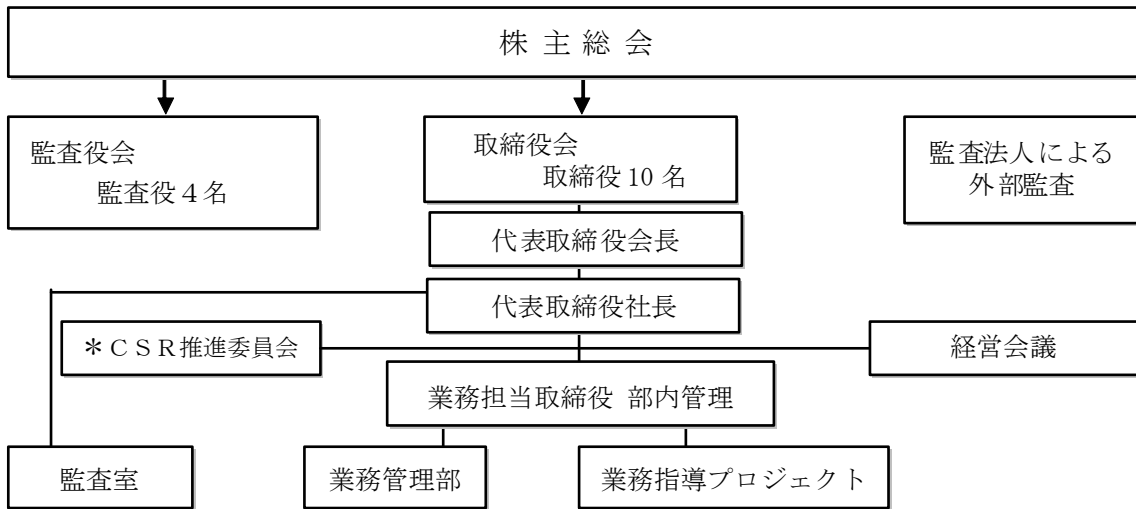 株主総会
監査役会
監査役４名
取締役会
取締役 10 名
監査法人による
外部監査
代表取締役会長
代表取締役社長
＊ＣＳＲ推進委員会
経営会議
業務担当取締役 部内管理
監査室
業務管理部
業務指導プロジェクト